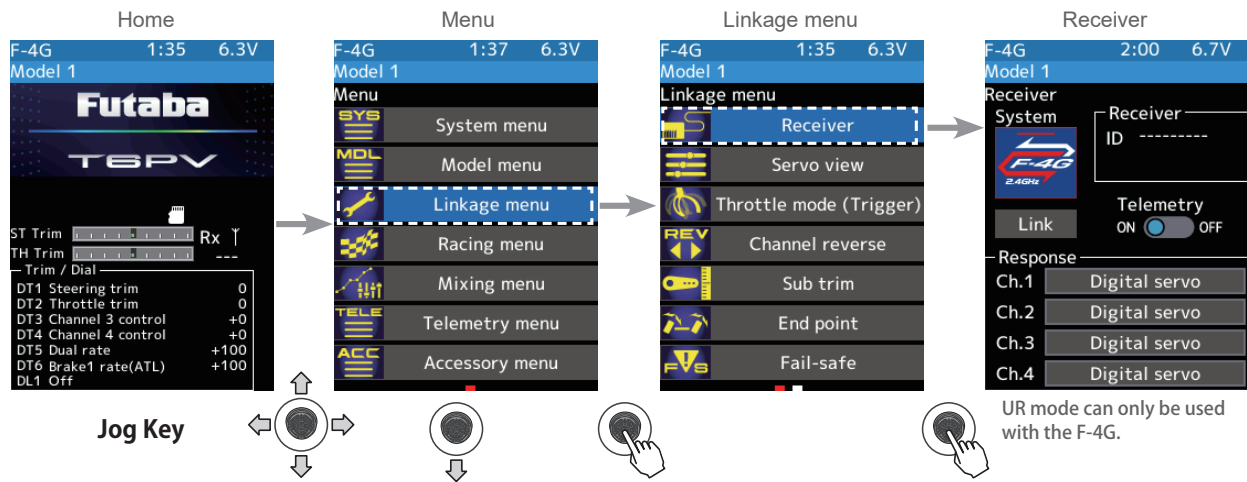 Home
F-4G 1:35 6.3V
Model 1
Futaba
T6PV
ST Trim
Rx
TH Trim
---
Trim / Dial
DT1 Steering trim 0
DT2 Throttle trim 0
DT3 Channel 3 control +0
DT4 Channel 4 control +0
DT5 Dual rate +100
DT6 Brake1 rate(ATL) +100
DL1 Off
Jog Key
Menu
F-4G 1:37 6.3V
Model 1
Menu
SYS System menu
MDL Model menu
Linkage menu
Racing menu
Mixing menu
TELE Telemetry menu
ACC Accessory menu
Linkage menu
F-4G 1:35 6.3V
Model 1
Linkage menu
Receiver
Servo view
Throttle mode (Trigger)
REV Channel reverse
Sub trim
End point
F/S Fail-safe
Receiver
F-4G 2:00 6.7V
Model 1
Receiver
System
Receiver
ID ---------
F-4G
2.4GHz
Telemetry
Link
ON OFF
Response
Ch.1 Digital servo
Ch.2 Digital servo
Ch.3 Digital servo
Ch.4 Digital servo
UR mode can only be used
with the F-4G.